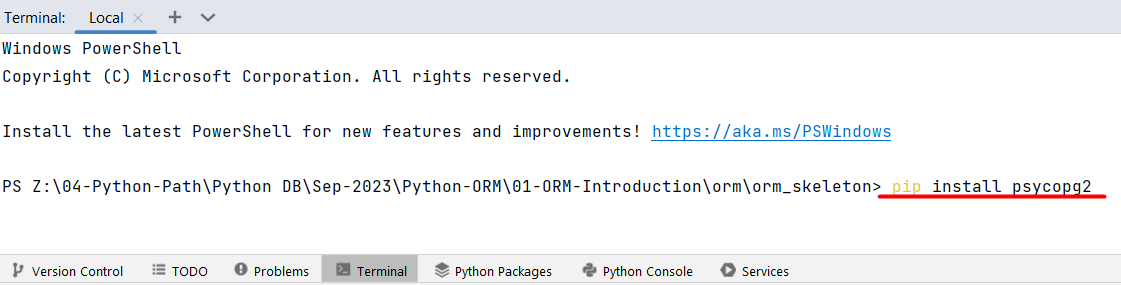 Terminal: Local
Windows PowerShell
Copyright (C) Microsoft Corporation. All rights reserved.
Install the latest PowerShell for new features and improvements! https://aka.ms/PSWindows
PS Z:\04-Python-Path\Python DB\Sep-2023\Python-ORM\01-ORM-Introduction\orm\orm_skeleton> pip install psycopg2
Version Control TODO Problems Terminal Python Packages Python Console Services